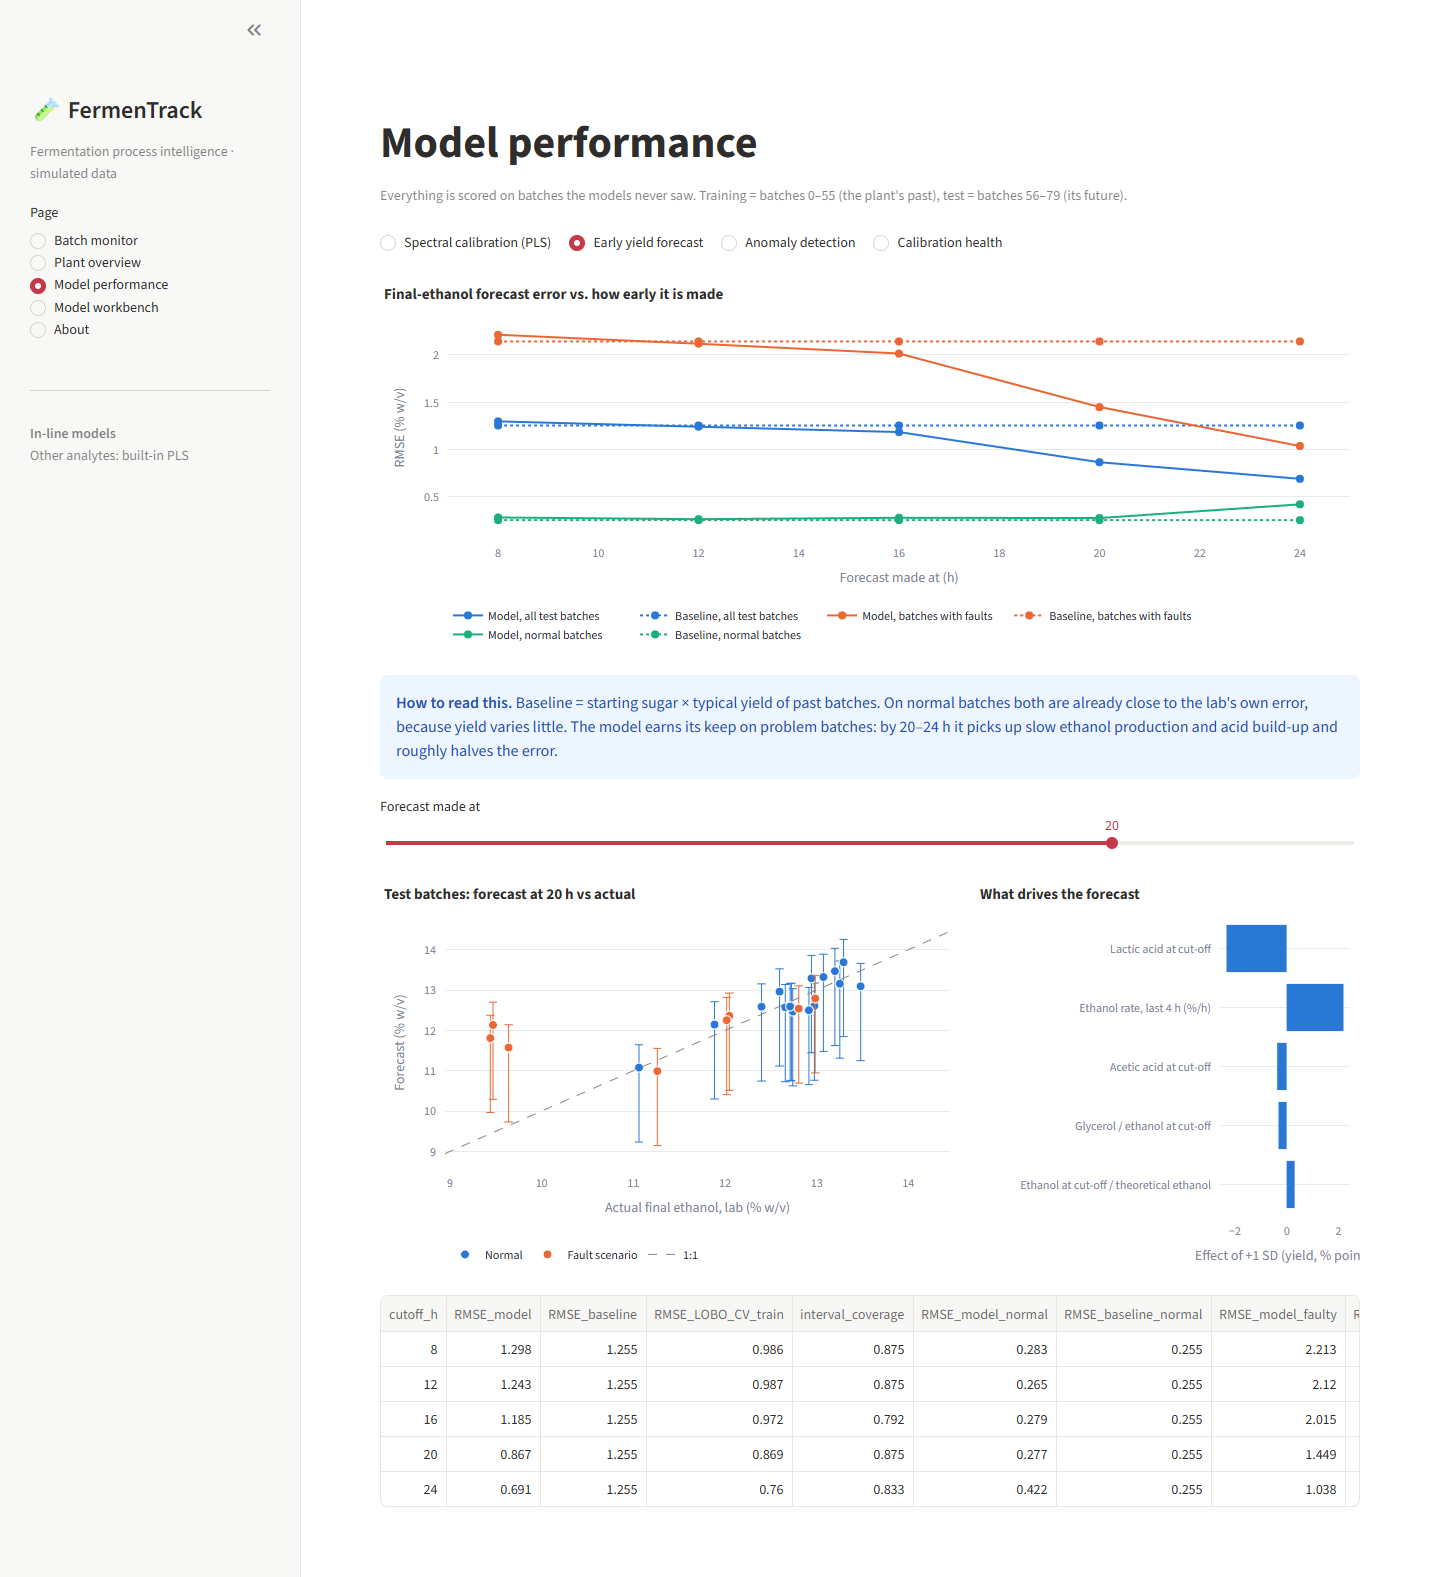 FermenTrack
Fermentation process intelligence ·
simulated data
Page
Batch monitor
Plant overview
Model performance
Model workbench
About
In-line models
Other analytes: built-in PLS
Model performance
Everything is scored on batches the models never saw. Training = batches 0–55 (the plant's past), test = batches 56–79 (its future).
Spectral calibration (PLS) Early yield forecast Anomaly detection Calibration health
Final-ethanol forecast error vs. how early it is made
2
1.5
1
0.5
RMSE (% w/v)
8 10 12 14 16 18 20 22 24
Forecast made at (h)
Model, all test batches Baseline, all test batches Model, batches with faults Baseline, batches with faults
Model, normal batches Baseline, normal batches
How to read this. Baseline = starting sugar × typical yield of past batches. On normal batches both are already close to the lab's own error,
because yield varies little. The model earns its keep on problem batches: by 20–24 h it picks up slow ethanol production and acid build-up and
roughly halves the error.
Forecast made at
20
Test batches: forecast at 20 h vs actual
14
13
12
11
10
9
Forecast (% w/v)
9 10 11 12 13 14
Actual final ethanol, lab (% w/v)
Normal Fault scenario 1:1
What drives the forecast
Lactic acid at cut-off
Ethanol rate, last 4 h (%/h)
Acetic acid at cut-off
Glycerol / ethanol at cut-off
Ethanol at cut-off / theoretical ethanol
−2 0 2
Effect of +1 SD (yield, % poin
cutoff_h RMSE_model RMSE_baseline RMSE_LOBO_CV_train interval_coverage RMSE_model_normal RMSE_baseline_normal RMSE_model_faulty R
8 1.298 1.255 0.986 0.875 0.283 0.255 2.213
12 1.243 1.255 0.987 0.875 0.265 0.255 2.12
16 1.185 1.255 0.972 0.792 0.279 0.255 2.015
20 0.867 1.255 0.869 0.875 0.277 0.255 1.449
24 0.691 1.255 0.76 0.833 0.422 0.255 1.038